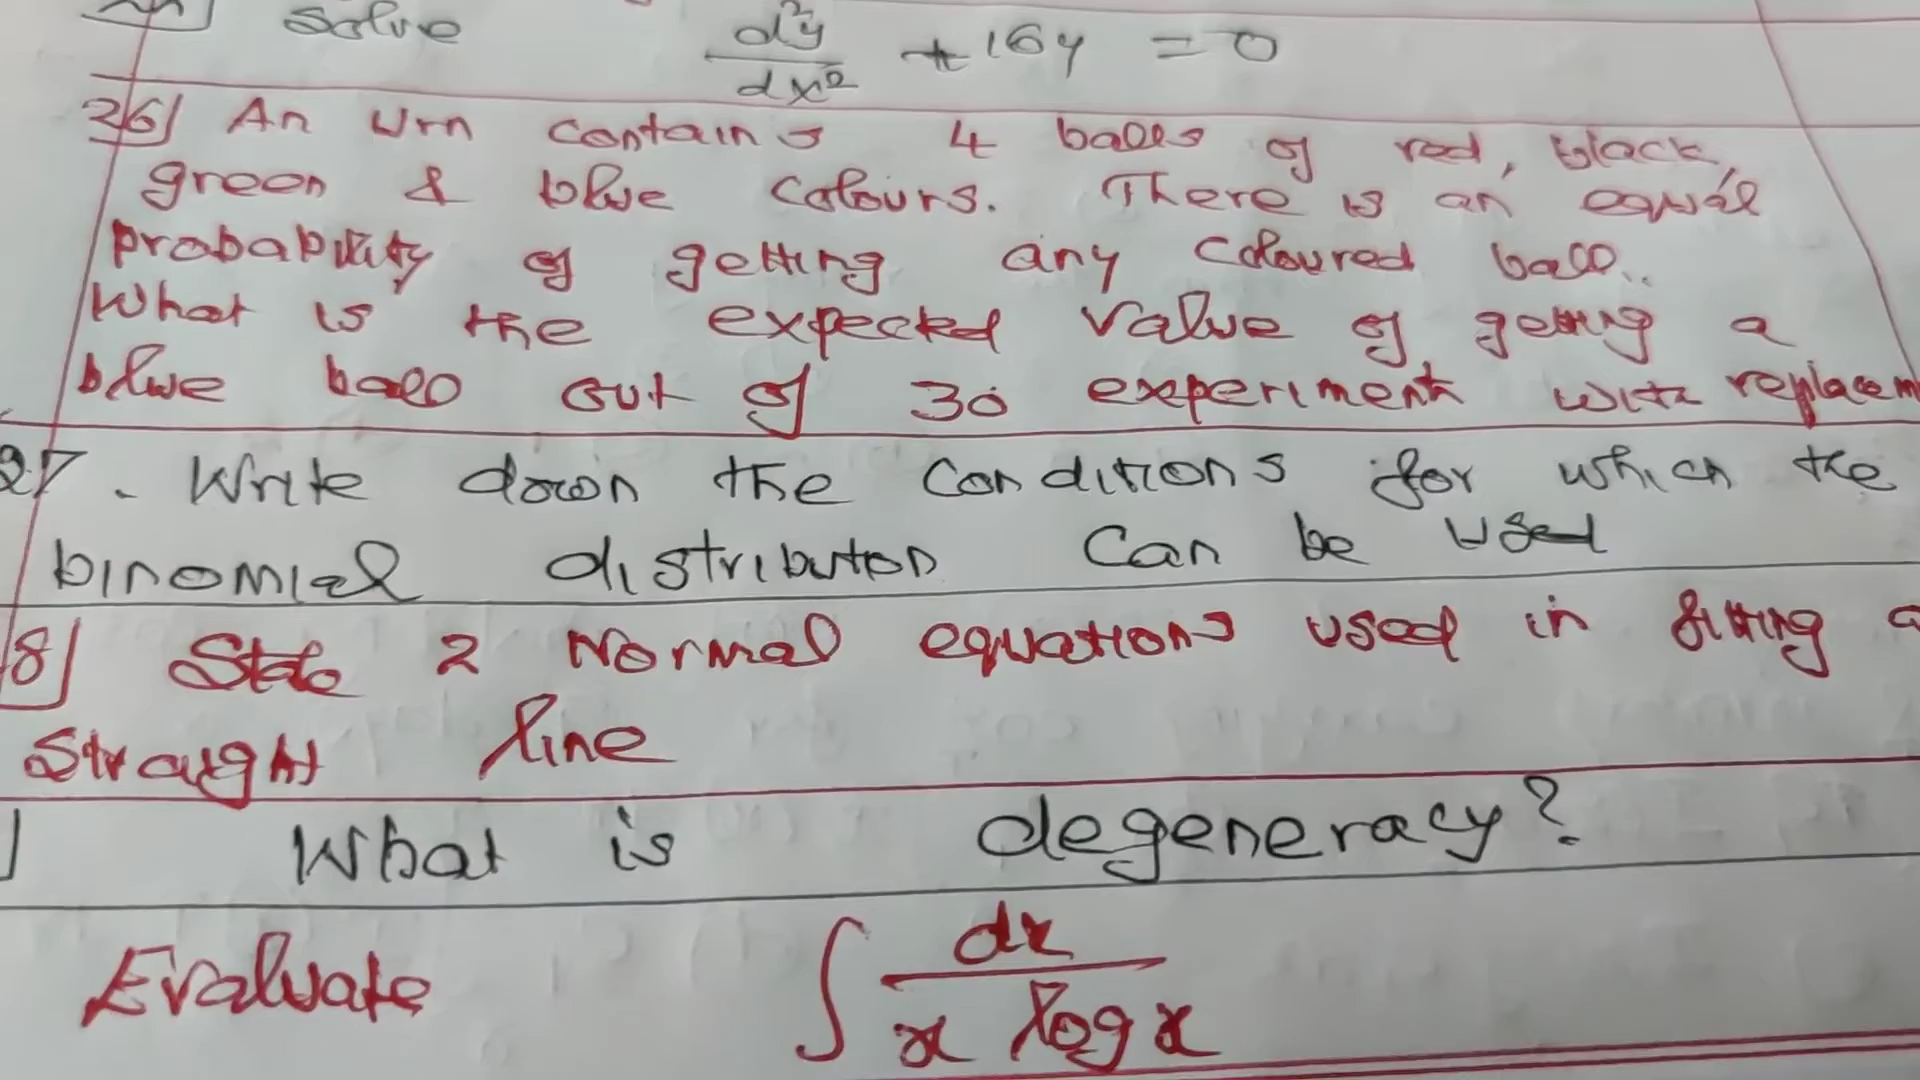 Solve d²y/dx² + 16y = 0
26] An Urn contains 4 balls of red, black,
green & blue colours. There is an equal
probability of getting any coloured ball..
What is the expected value of getting a
blue ball out of 30 experiment with replacem
27. Write down the conditions for which the
binomial distribution can be used
8] State 2 Normal equations used in fitting a
straight line
] What is degeneracy?
Evaluate ∫ dx / x log x